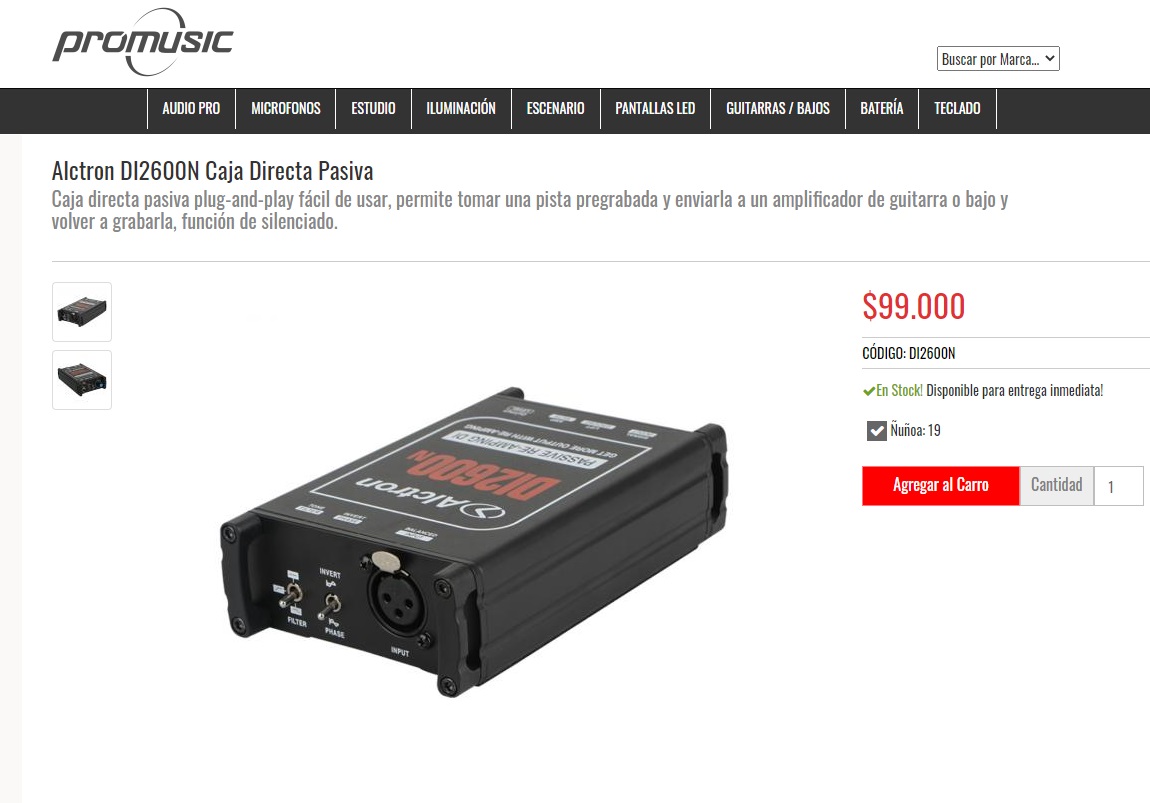 promusic
Buscar por Marca...
AUDIO PRO
MICROFONOS
ESTUDIO
ILUMINACIÓN
ESCENARIO
PANTALLAS LED
GUITARRAS / BAJOS
BATERÍA
TECLADO
Alctron DI2600N Caja Directa Pasiva
Caja directa pasiva plug-and-play fácil de usar, permite tomar una pista pregrabada y enviarla a un amplificador de guitarra o bajo y
volver a grabarla, función de silenciado.
$99.000
CÓDIGO: DI2600N
En Stock! Disponible para entrega inmediata!
Ñuñoa: 19
Agregar al Carro
Cantidad
1
GET MORE OUTPUT WITH RE-AMPING
PASSIVE RE-AMPING DI
DI2600N
Alctron
INVERT
FILTER
PHASE
INPUT